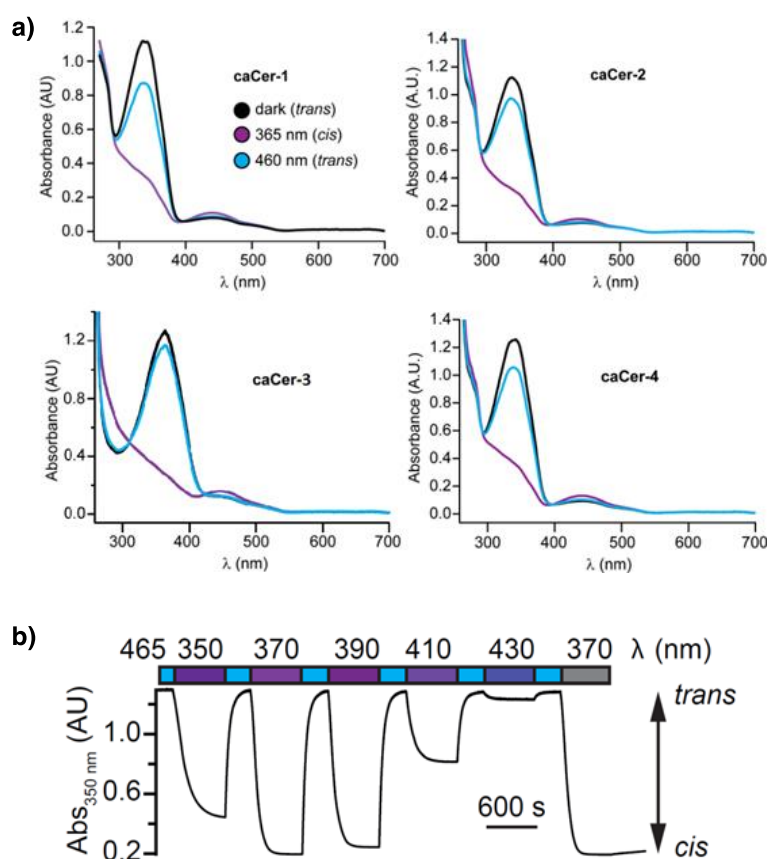 a)
caCer-1
dark (trans)
365 nm (cis)
460 nm (trans)
Absorbance (AU)
1.2
1.0
0.8
0.6
0.4
0.2
0.0
300 400 500 600 700
λ (nm)
caCer-2
Absorbance (A.U.)
1.4
1.2
1.0
0.8
0.6
0.4
0.2
0.0
300 400 500 600 700
λ (nm)
caCer-3
Absorbance (AU)
1.2
0.8
0.4
0.0
300 400 500 600 700
λ (nm)
caCer-4
Absorbance (A.U.)
1.4
1.2
1.0
0.8
0.6
0.4
0.2
0.0
300 400 500 600 700
λ (nm)
b)
465 350 370 390 410 430 370 λ (nm)
Abs350 nm (AU)
1.0
0.6
0.2
600 s
trans
cis